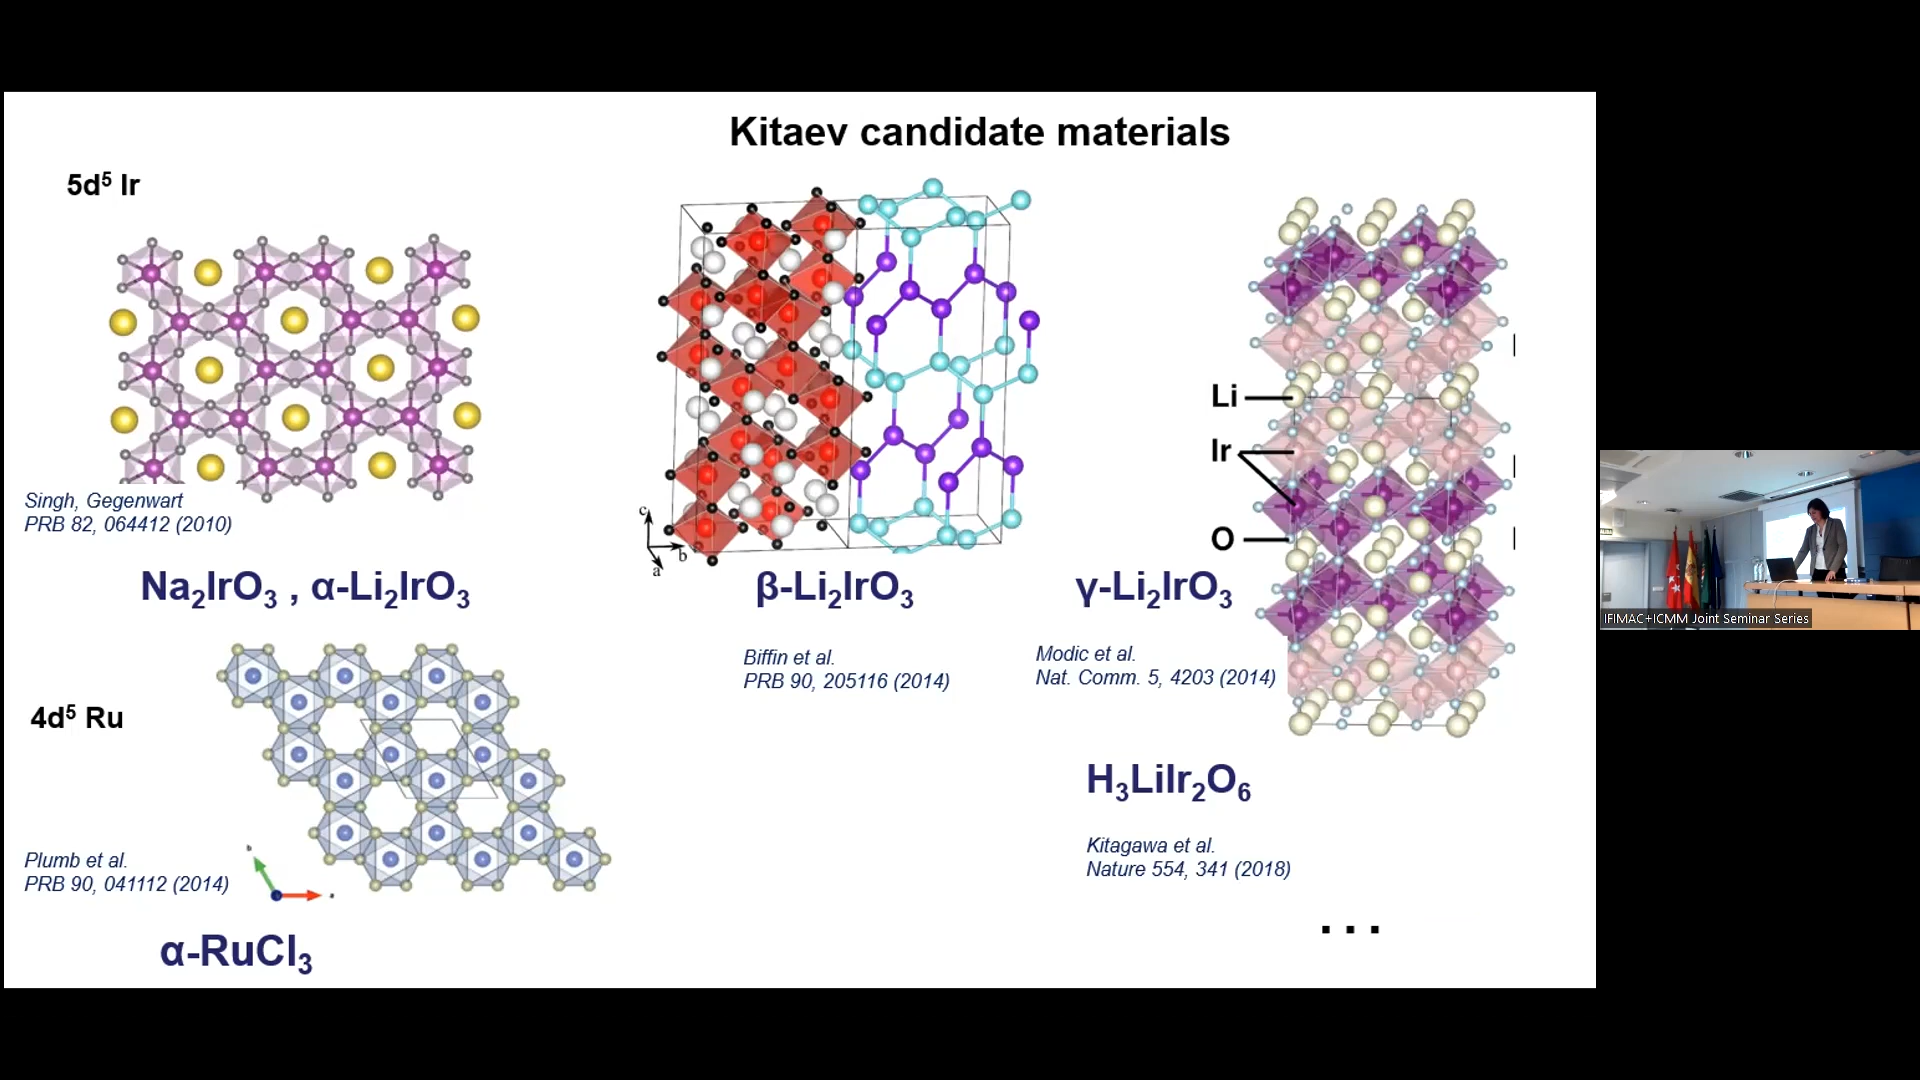 Kitaev candidate materials
5d⁵ Ir
Singh, Gegenwart
PRB 82, 064412 (2010)
Na₂IrO₃ , α-Li₂IrO₃
c
b
a
β-Li₂IrO₃
Biffin et al.
PRB 90, 205116 (2014)
Li
Ir
O
γ-Li₂IrO₃
Modic et al.
Nat. Comm. 5, 4203 (2014)
4d⁵ Ru
Plumb et al.
PRB 90, 041112 (2014)
α-RuCl₃
H₃LiIr₂O₆
Kitagawa et al.
Nature 554, 341 (2018)
...
IFIMAC+ICMM Joint Seminar Series